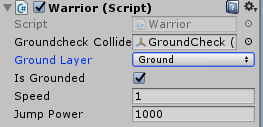 Warrior (Script)
Script Warrior
Groundcheck Collide GroundCheck (
Ground Layer Ground
Is Grounded
Speed 1
Jump Power 1000